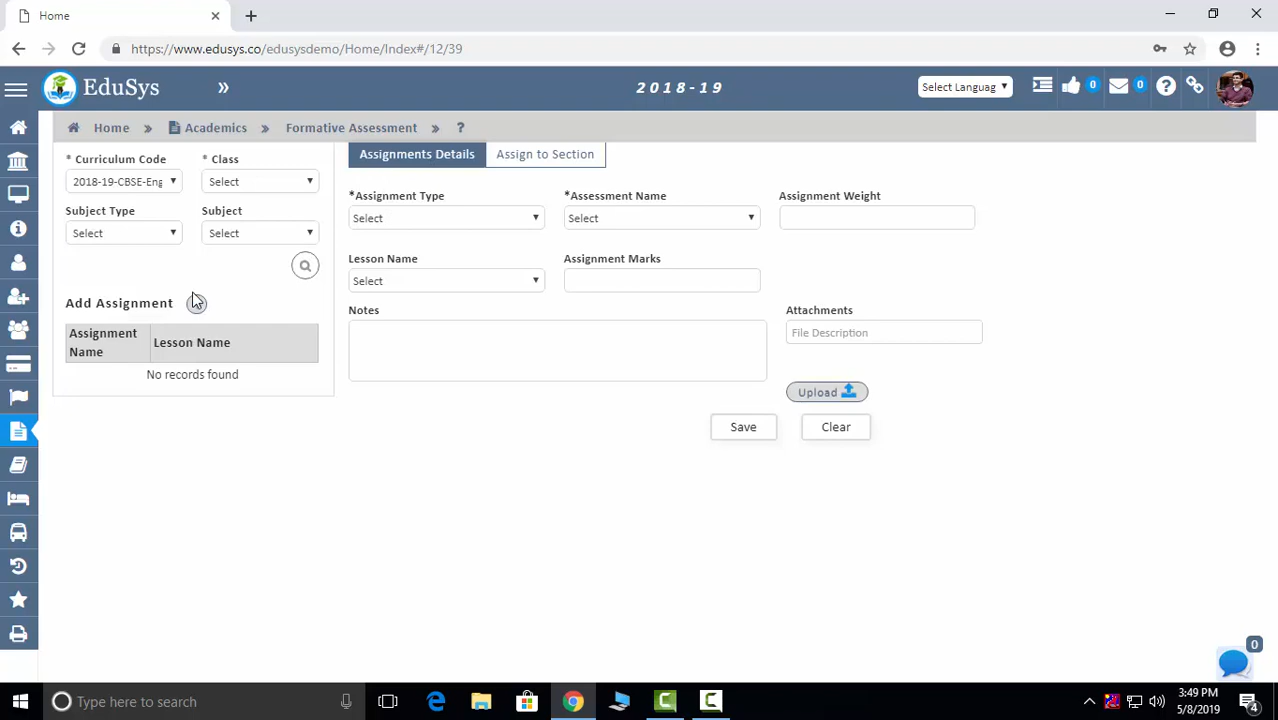 Home
https://www.edusys.co/edusysdemo/Home/Index#/12/39
EduSys » 2018-19 Select Languag 0 0
Home » Academics » Formative Assessment » ?
* Curriculum Code * Class
2018-19-CBSE-Eng Select
Subject Type Subject
Select Select
Add Assignment
Assignment Name Lesson Name
No records found
Assignments Details Assign to Section
*Assignment Type *Assessment Name Assignment Weight
Select Select
Lesson Name Assignment Marks
Select
Notes Attachments
File Description
Upload
Save Clear
0
Type here to search
3:49 PM
5/8/2019
4